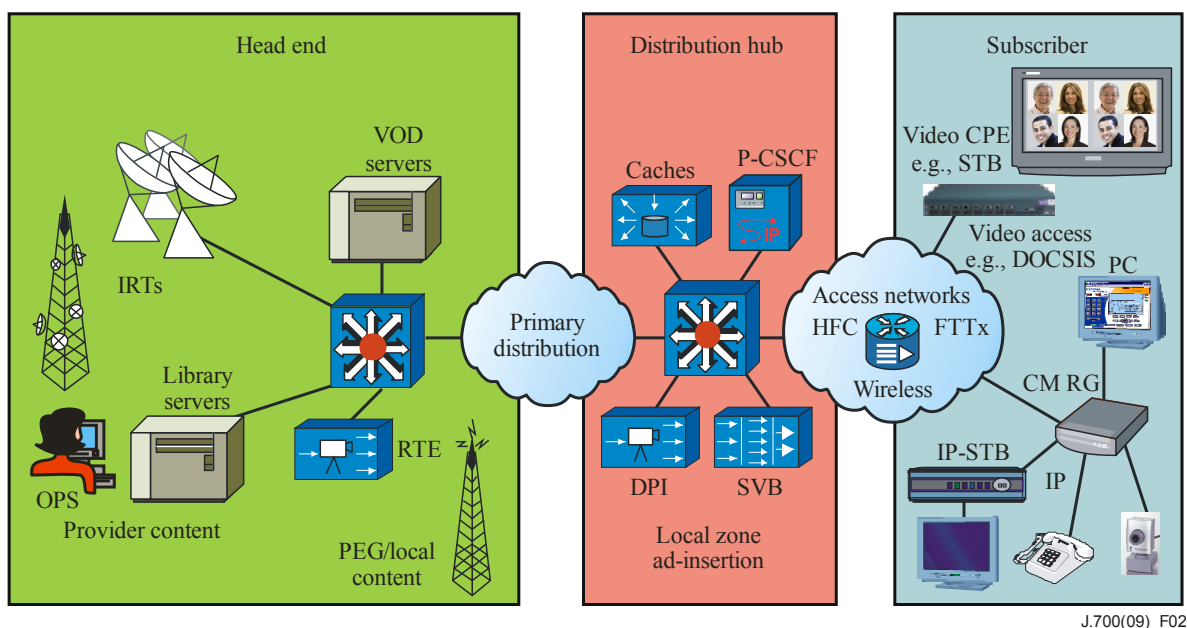 Head end
VOD
servers
IRTs
Library
servers
RTE
OPS
Provider content
PEG/local
content
Primary
distribution
Distribution hub
Caches
P-CSCF
IP
DPI
SVB
Local zone
ad-insertion
Access networks
HFC
FTTx
Wireless
Subscriber
Video CPE
e.g., STB
Video access
e.g., DOCSIS
PC
CM RG
IP-STB
IP
J.700(09)_F02